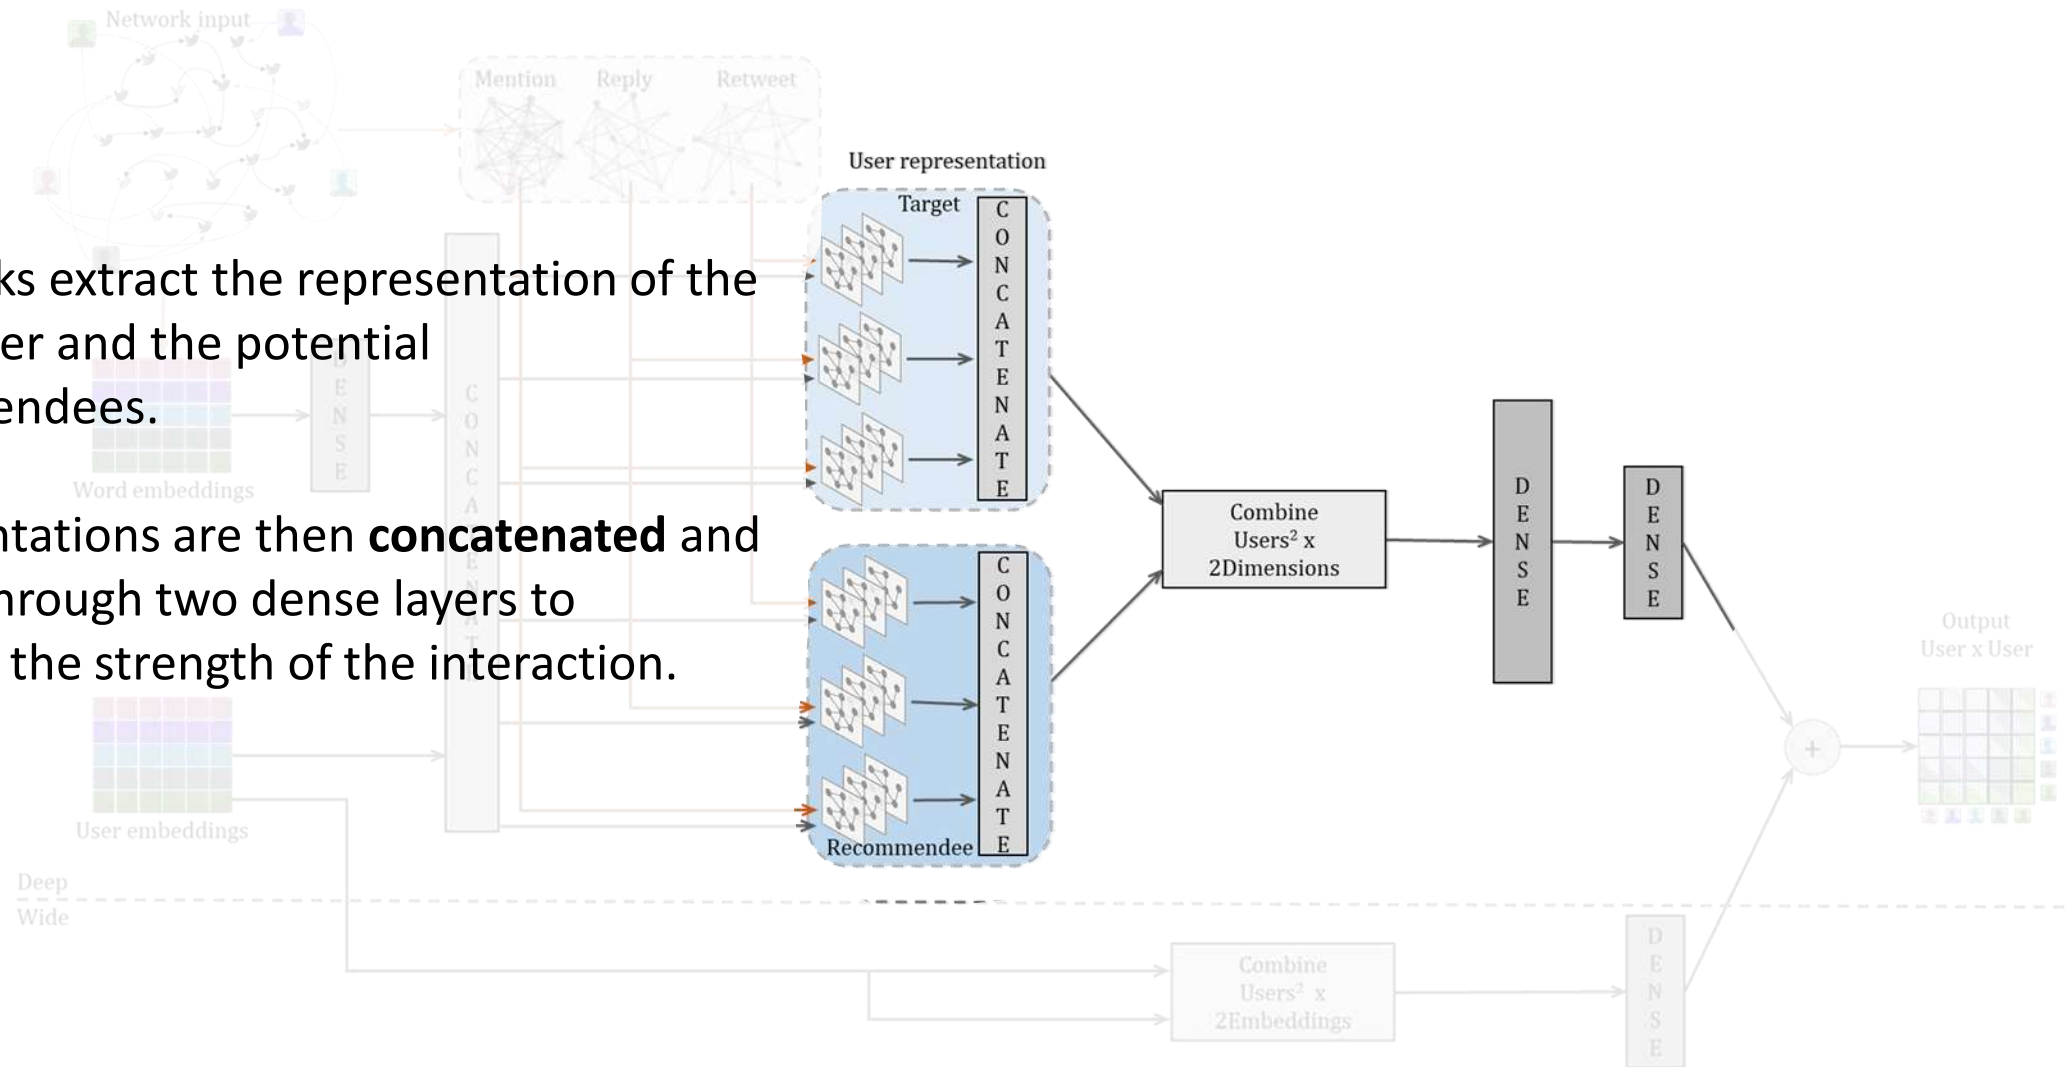 Network input
Mention Reply Retweet
User representation
Target
CONCATENATE
ks extract the representation of the
er and the potential
endees.
DENSE
CONCATENATE
Word embeddings
ntations are then concatenated and
hrough two dense layers to
the strength of the interaction.
Combine
Users² x
2Dimensions
DENSE
DENSE
CONCATENATE
Recommendee
User embeddings
Output
User x User
+
Deep
Wide
Combine
Users² x
2Embeddings
DENSE